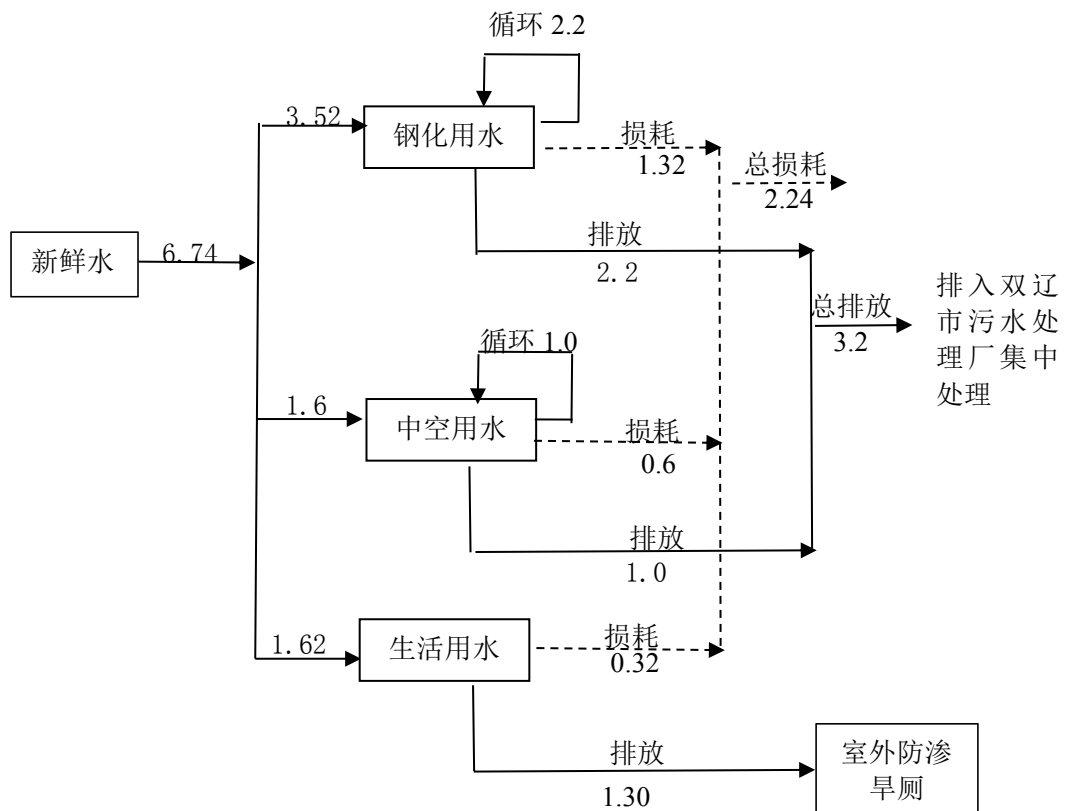 循环 2.2
3.52
钢化用水
损耗
1.32
总损耗
2.24
新鲜水
6.74
排放
2.2
总排放
3.2
排入双辽
市污水处
理厂集中
处理
循环 1.0
1.6
中空用水
损耗
0.6
排放
1.0
1.62
生活用水
损耗
0.32
排放
1.30
室外防渗
旱厕